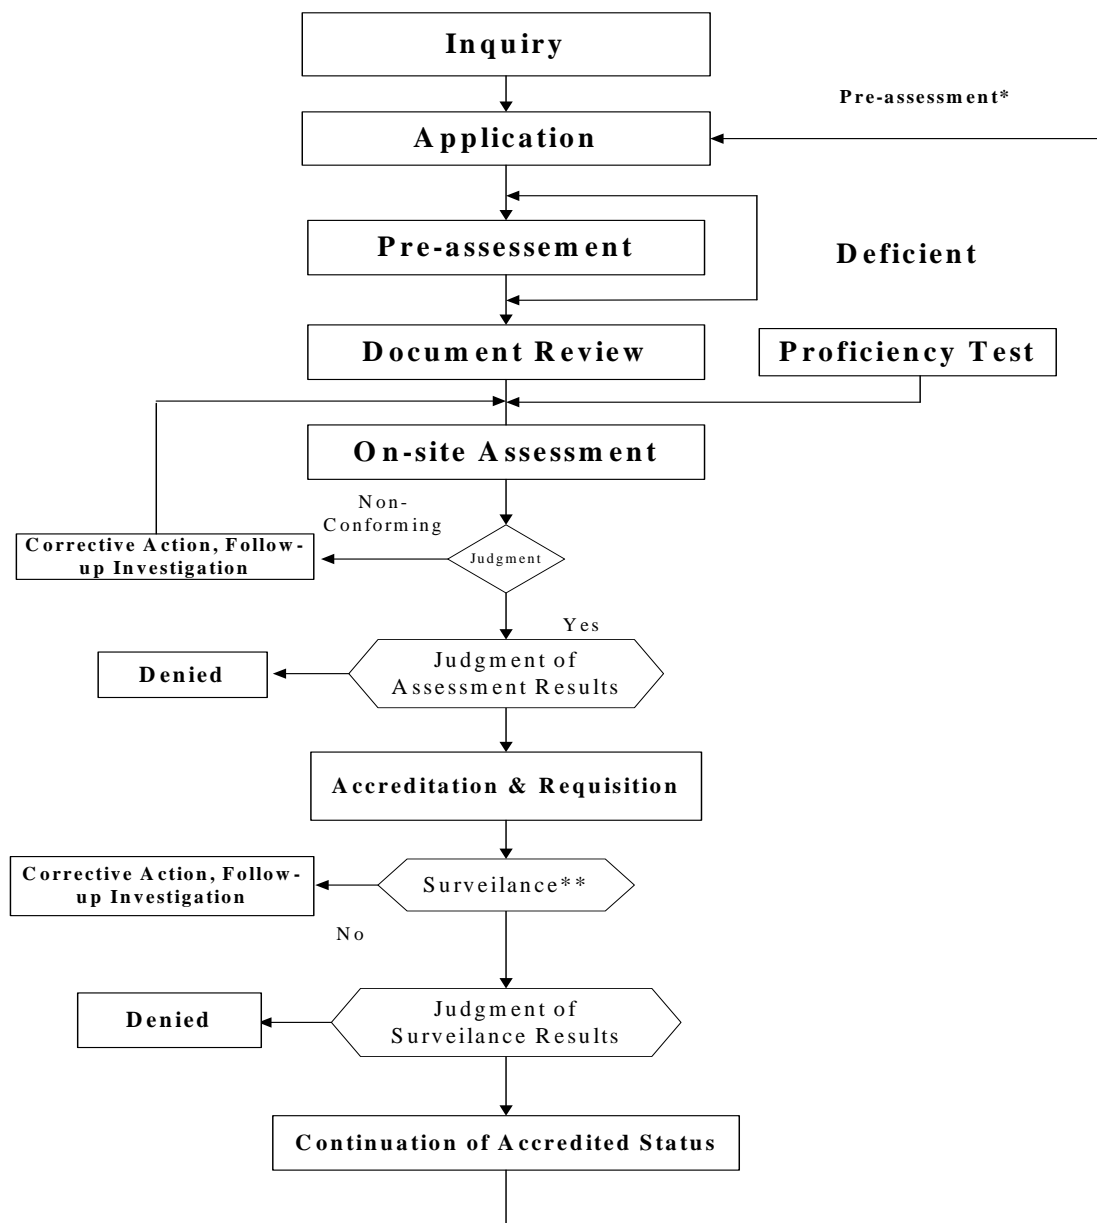 Inquiry
Pre-assessment*
Application
Pre-assessement
Deficient
Document Review
Proficiency Test
On-site Assessment
Non-
Conforming
Corrective Action, Follow-
up Investigation
Judgment
Yes
Judgment of
Assessment Results
Denied
Accreditation & Requisition
Corrective Action, Follow-
up Investigation
Surveilance**
No
Judgment of
Surveilance Results
Denied
Continuation of Accredited Status